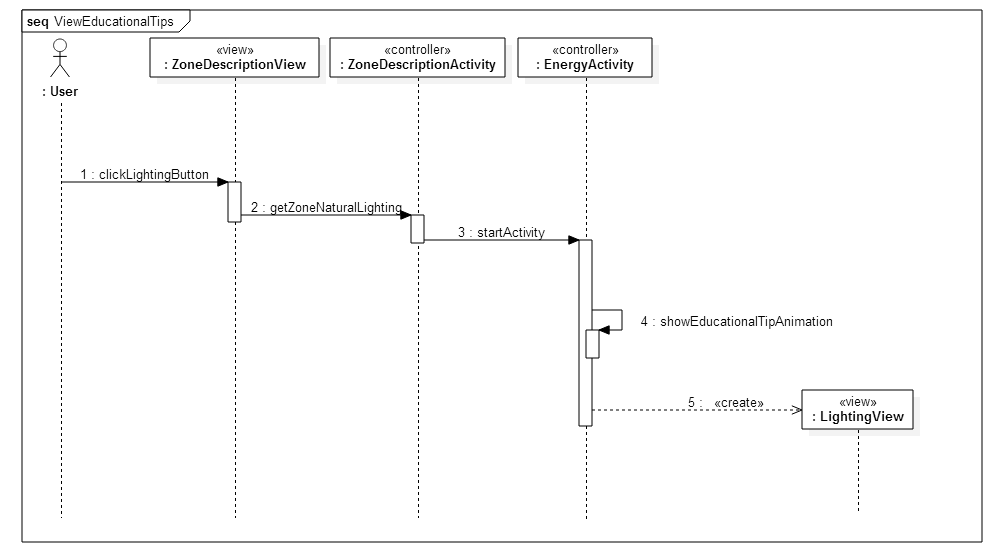 seq ViewEducationalTips
«view»
: ZoneDescriptionView
«controller»
: ZoneDescriptionActivity
«controller»
: EnergyActivity
: User
1 : clickLightingButton
2 : getZoneNaturalLighting
3 : startActivity
4 : showEducationalTipAnimation
5 : «create»
«view»
: LightingView